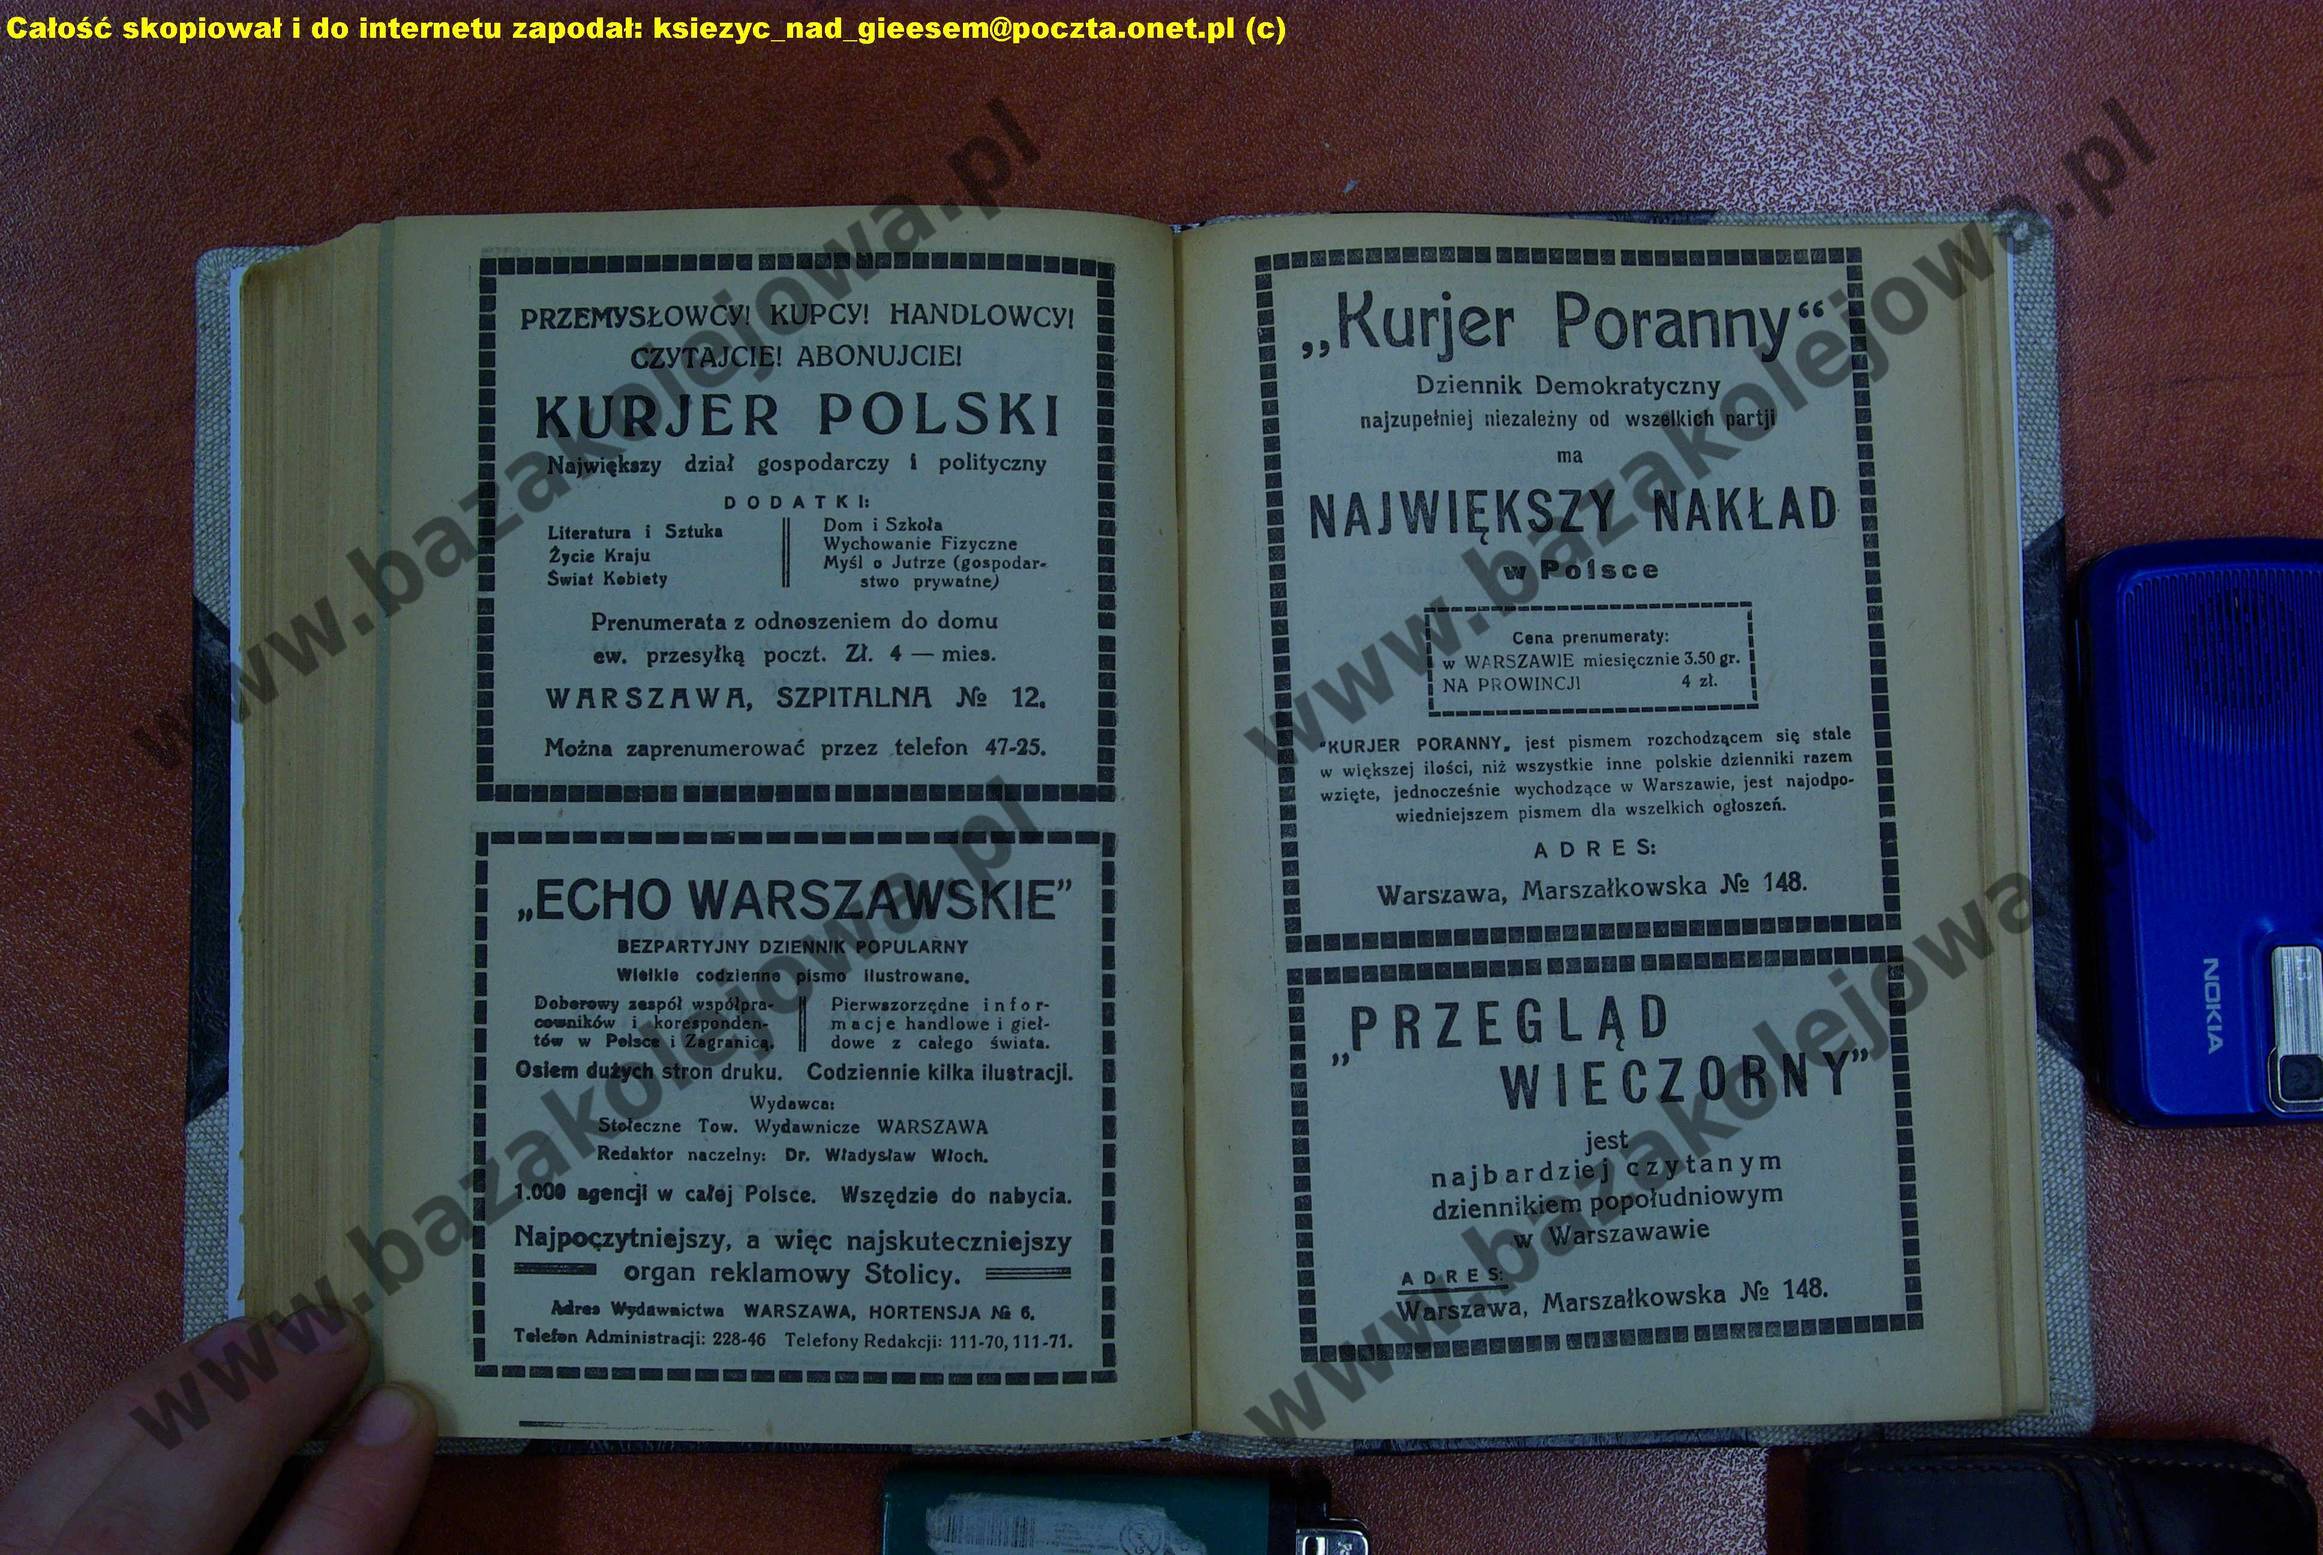 Całość skopiował i do internetu zapodał: ksiezyc_nad_gieesem@poczta.onet.pl (c)
PRZEMYSŁOWCY! KUPCY! HANDLOWCY!
CZYTAJCIE! ABONUJCIE!
KURJER POLSKI
Największy dział gospodarczy i polityczny
DODATKI:
Literatura i Sztuka
Życie Kraju
Świat Kobiety
Dom i Szkoła
Wychowanie Fizyczne
Myśl o Jutrze (gospodar-
stwo prywatne)
Prenumerata z odnoszeniem do domu
ew. przesyłką poczt. Zł. 4 — mies.
WARSZAWA, SZPITALNA № 12.
Można zaprenumerować przez telefon 47-25.
„ECHO WARSZAWSKIE”
BEZPARTYJNY DZIENNIK POPULARNY
Wielkie codzienne pismo ilustrowane.
Doborowy zespół współpra-
cowników i koresponden-
tów w Polsce i Zagranicą.
Pierwszorzędne infor-
macje handlowe i gieł-
dowe z całego świata.
Osiem dużych stron druku. Codziennie kilka ilustracji.
Wydawca:
Stołeczne Tow. Wydawnicze WARSZAWA
Redaktor naczelny: Dr. Władysław Włoch.
1.000 agencji w całej Polsce. Wszędzie do nabycia.
Najpoczytniejszy, a więc najskuteczniejszy
organ reklamowy Stolicy.
Adres Wydawnictwa WARSZAWA, HORTENSJA № 6.
Telefon Administracji: 228-46 Telefony Redakcji: 111-70, 111-71.
„Kurjer Poranny“
Dziennik Demokratyczny
najzupełniej niezależny od wszelkich partji
ma
NAJWIĘKSZY NAKŁAD
w Polsce
Cena prenumeraty:
w WARSZAWIE miesięcznie 3.50 gr.
NA PROWINCJI 4 zł.
"KURJER PORANNY„ jest pismem rozchodzącem się stale
w większej ilości, niż wszystkie inne polskie dzienniki razem
wzięte, jednocześnie wychodzące w Warszawie, jest najodpo-
wiedniejszem pismem dla wszelkich ogłoszeń.
ADRES:
Warszawa, Marszałkowska № 148.
„PRZEGLĄD
WIECZORNY”
jest
najbardziej czytanym
dziennikiem popołudniowym
w Warszawawie
ADRES:
Warszawa, Marszałkowska № 148.
NOKIA
www.bazakolejowa.pl
www.bazakolejowa.pl
www.bazakolejowa.pl
www.bazakolejowa.pl